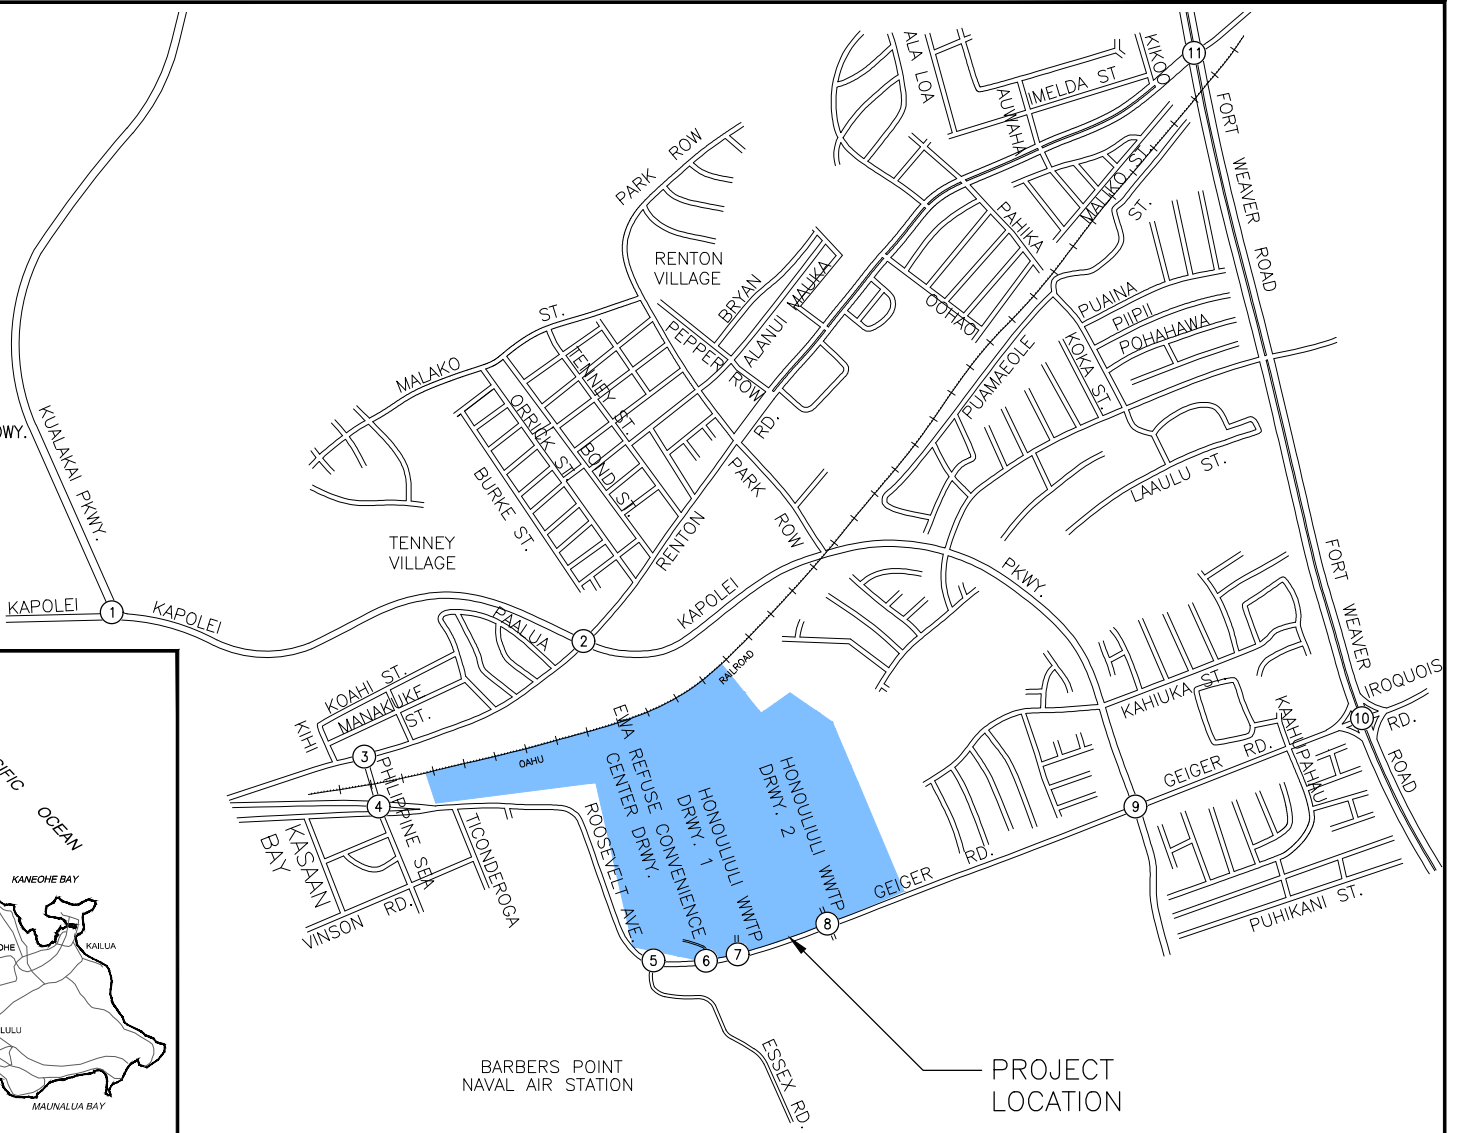 11
ALA LOA
KIKOO
IMELDA ST
AUWAHA
FORT WEAVER ROAD
PARK ROW
MALIKO ST.
ST.
PAHIKA
RENTON
VILLAGE
BRYAN
ALANUI MAUKA
OOHAO
PUAINA
PIIPII
POHAHAWA
KOKA ST.
PUAMAEOLE
MALAKO ST.
PEPPER ROW
TENNEY ST.
ORRICK ST.
BOND ST.
BURKE ST.
RENTON RD.
PARK ROW
LAAULU ST.
KUALAKAI PKWY.
TENNEY
VILLAGE
KAPOLEI
1
KAPOLEI
PAALUA
2
KAPOLEI PKWY.
FORT WEAVER ROAD
KOAHI ST.
MANAKUKE ST.
KIHI
3
4
PHILIPPINE SEA
KASAAN
BAY
VINSON RD.
TICONDEROGA
ROOSEVELT AVE.
OAHU
RAILROAD
EWA REFUSE CONVENIENCE
CENTER DRWY.
HONOULIULI WWTP
DRWY. 1
HONOULIULI WWTP
DRWY. 2
5
6
7
8
GEIGER RD.
9
GEIGER RD.
KAHIUKA ST.
KAAHUPAHAU
10
IROQUOIS RD.
PUHIKANI ST.
ESSEX RD.
BARBERS POINT
NAVAL AIR STATION
PROJECT
LOCATION
OCEAN
KANEOHE BAY
KAILUA
MAUNALUA BAY